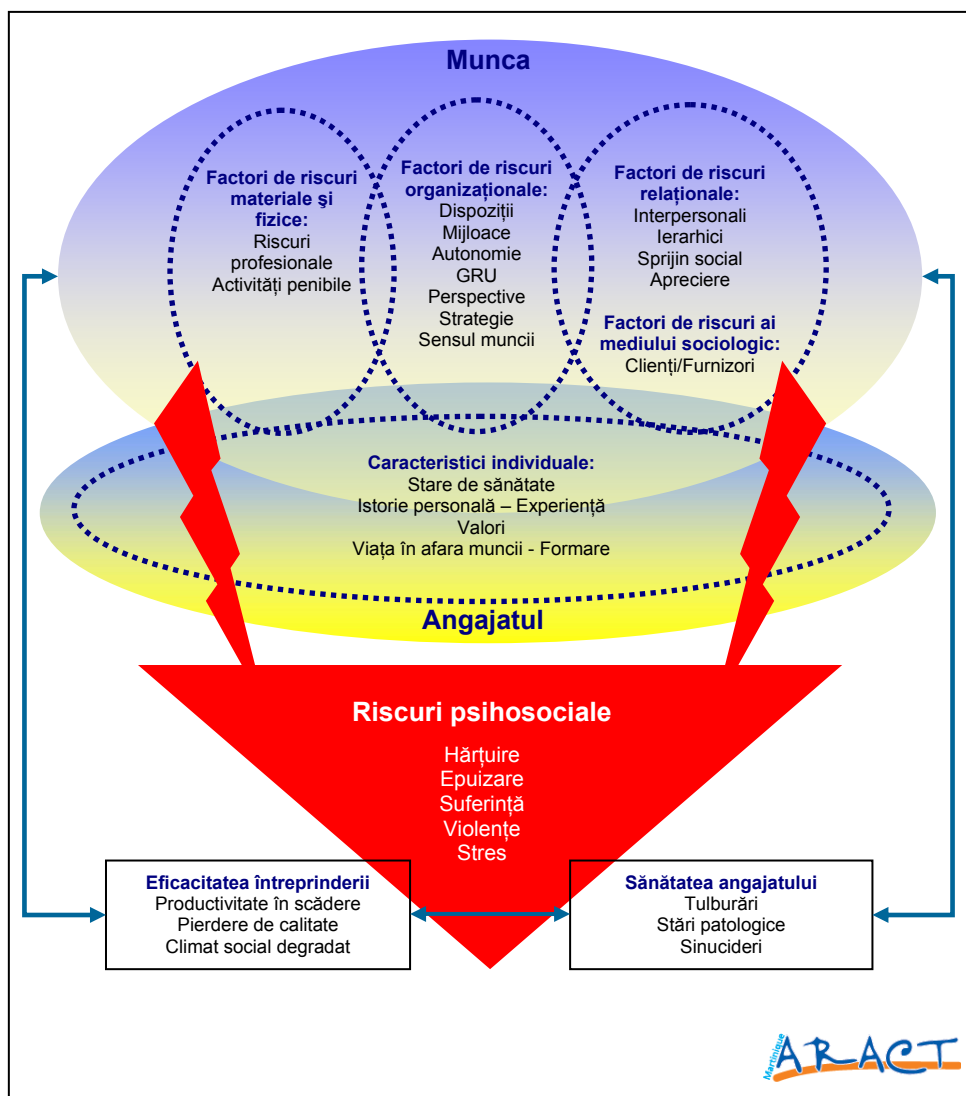 Munca
Factori de riscuri
materiale şi
fizice:
Riscuri
profesionale
Activități penibile
Factori de riscuri
organizaționale:
Dispoziții
Mijloace
Autonomie
GRU
Perspective
Strategie
Sensul muncii
Factori de riscuri
relaționale:
Interpersonali
Ierarhici
Sprijin social
Apreciere
Factori de riscuri ai
mediului sociologic:
Clienți/Furnizori
Caracteristici individuale:
Stare de sănătate
Istorie personală – Experiență
Valori
Viața în afara muncii - Formare
Angajatul
Riscuri psihosociale
Hărțuire
Epuizare
Suferință
Violențe
Stres
Eficacitatea întreprinderii
Productivitate în scădere
Pierdere de calitate
Climat social degradat
Sănătatea angajatului
Tulburări
Stări patologice
Sinucideri
Martinique
ARACT